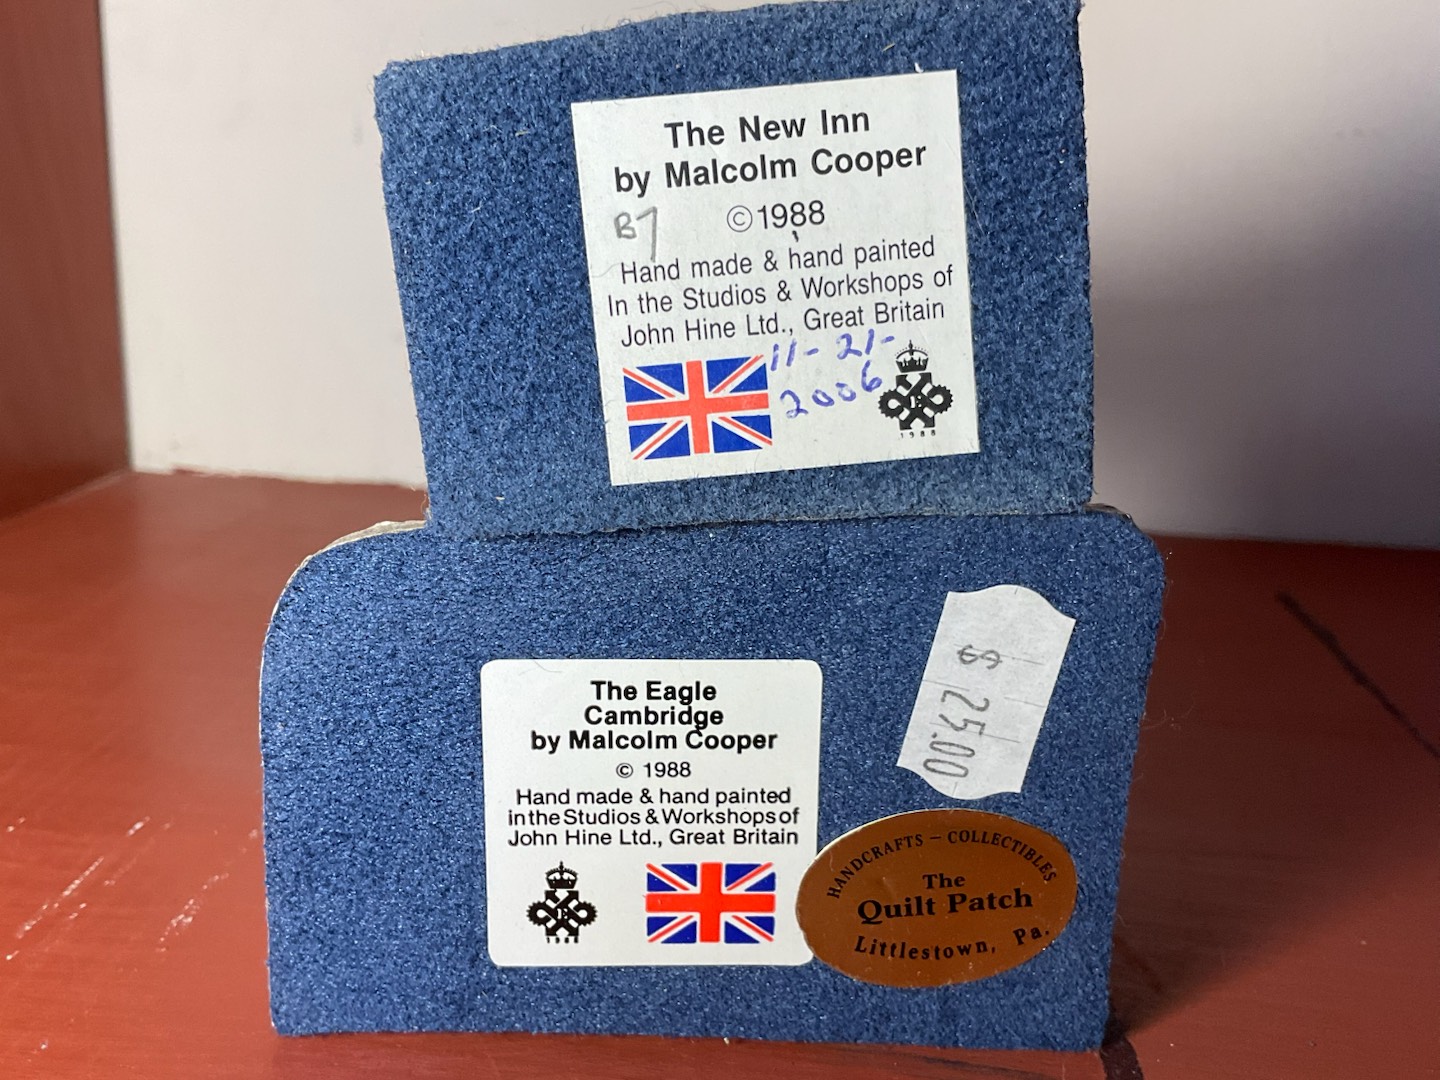 The New Inn
by Malcolm Cooper
B7
©1988
Hand made & hand painted
In the Studios & Workshops of
John Hine Ltd., Great Britain
11-21-
2006
E
1988
The Eagle
Cambridge
by Malcolm Cooper
© 1988
Hand made & hand painted
in the Studios & Workshops of
John Hine Ltd., Great Britain
E
1988
$ 25.00
HANDCRAFTS – COLLECTIBLES
The
Quilt Patch
Littlestown, Pa.